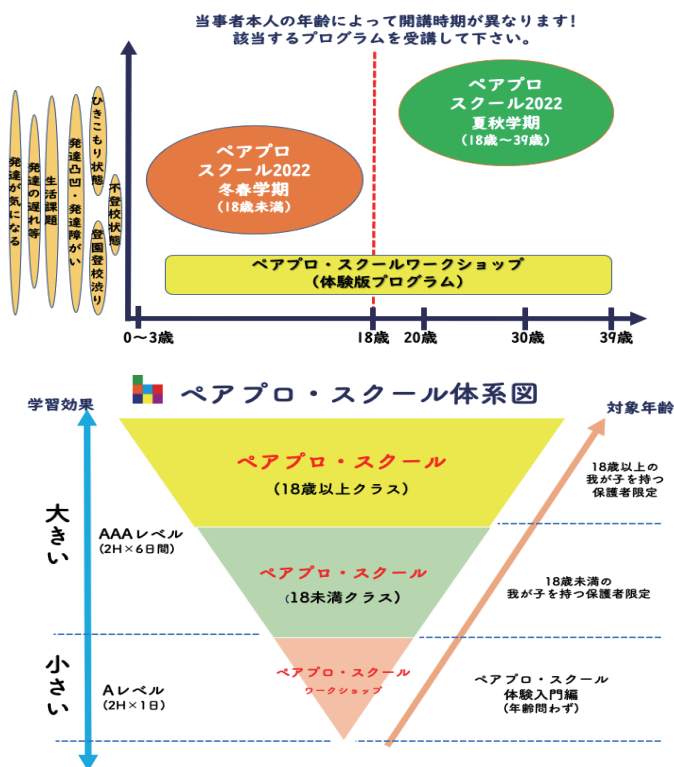 当事者本人の年齢によって開講時期が異なります!
該当するプログラムを受講して下さい。
発達が気になる
発達の遅れ等
生活課題
発達凸凹・発達障がい
ひきこもり状態
登園登校渋り
不登校状態
ペアプロ
スクール2022
冬春学期
(18歳未満)
ペアプロ
スクール2022
夏秋学期
(18歳〜39歳)
ペアプロ・スクールワークショップ
(体験版プログラム)
0〜3歳
18歳
20歳
30歳
39歳
ペアプロ・スクール体系図
学習効果
対象年齢
大きい
AAAレベル
(2H×6日間)
小さい
Aレベル
(2H×1日)
ペアプロ・スクール
(18歳以上クラス)
ペアプロ・スクール
(18未満クラス)
ペアプロ・スクール
ワークショップ
18歳以上の
我が子を持つ
保護者限定
18歳未満の
我が子を持つ保護者限定
ペアプロ・スクール
体験入門編
(年齢問わず)